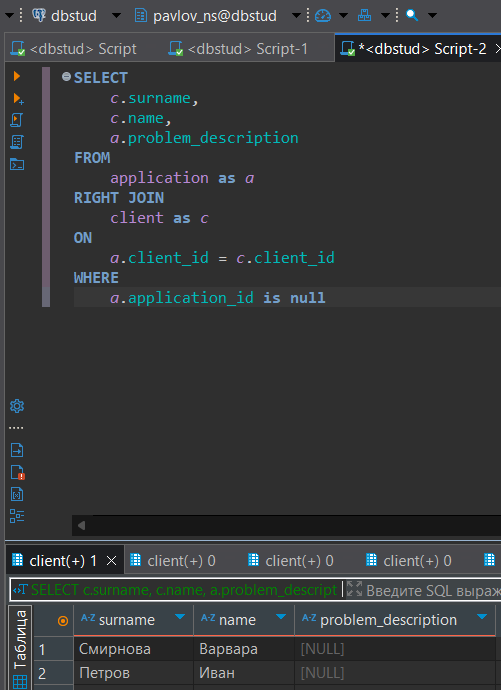 dbstud pavlov_ns@dbstud
<dbstud> Script <dbstud> Script-1 *<dbstud> Script-2
SELECT
c.surname,
c.name,
a.problem_description
FROM
application as a
RIGHT JOIN
client as c
ON
a.client_id = c.client_id
WHERE
a.application_id is null
client(+) 1 client(+) 0 client(+) 0 client(+) 0
SELECT c.surname, c.name, a.problem_descript Введите SQL выраж
Таблица
A-Z surname A-Z name A-Z problem_description
1 Смирнова Варвара [NULL]
2 Петров Иван [NULL]